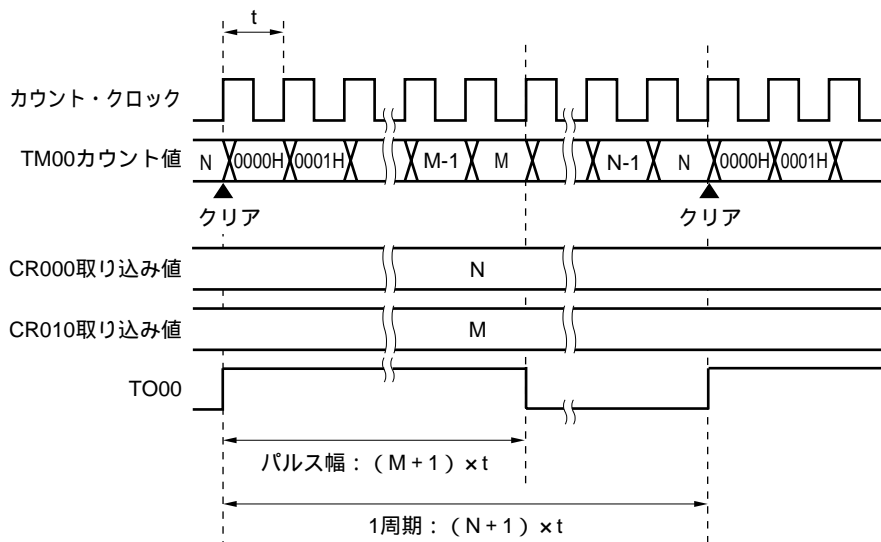 t
カウント・クロック
TM00カウント値 N 0000H 0001H M-1 M N-1 N 0000H 0001H
クリア クリア
CR000取り込み値 N
CR010取り込み値 M
TO00
パルス幅：（M+1）×t
1周期：（N+1）×t